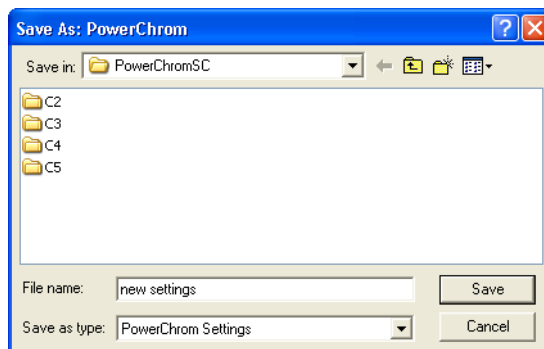 Save As: PowerChrom
Save in: PowerChromSC
C2
C3
C4
C5
File name: new settings Save
Save as type: PowerChrom Settings Cancel